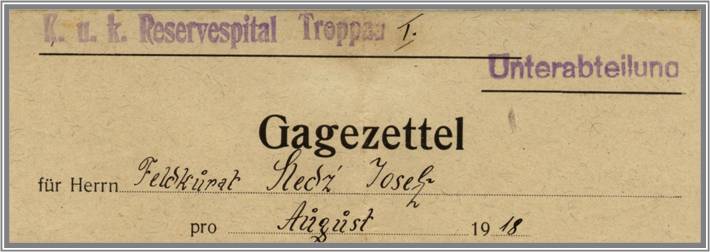 K. u. k. Reservespital Troppau I.
Unterabteilung
Gagezettel
für Herrn Feldkurat Sledź Josef
pro August 1918